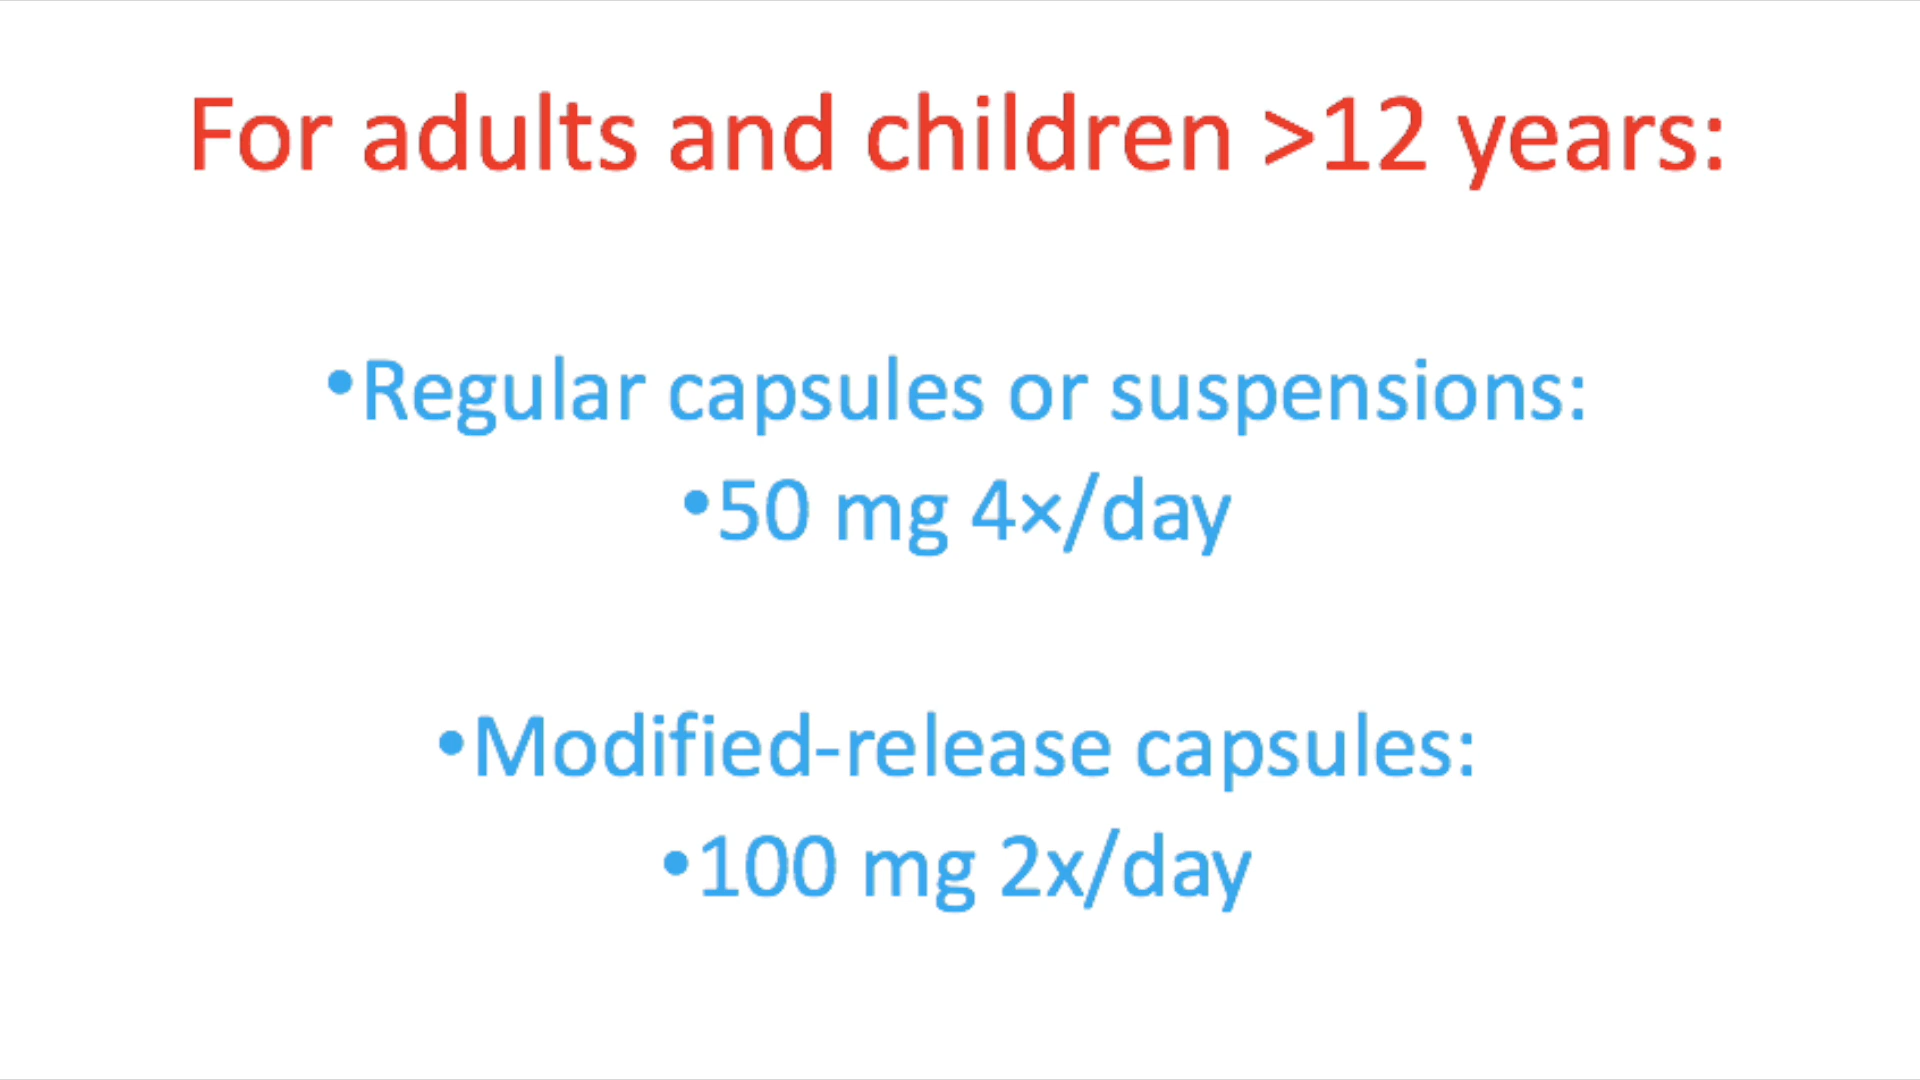 For adults and children >12 years:
•Regular capsules or suspensions:
•50 mg 4×/day
•Modified-release capsules:
•100 mg 2x/day